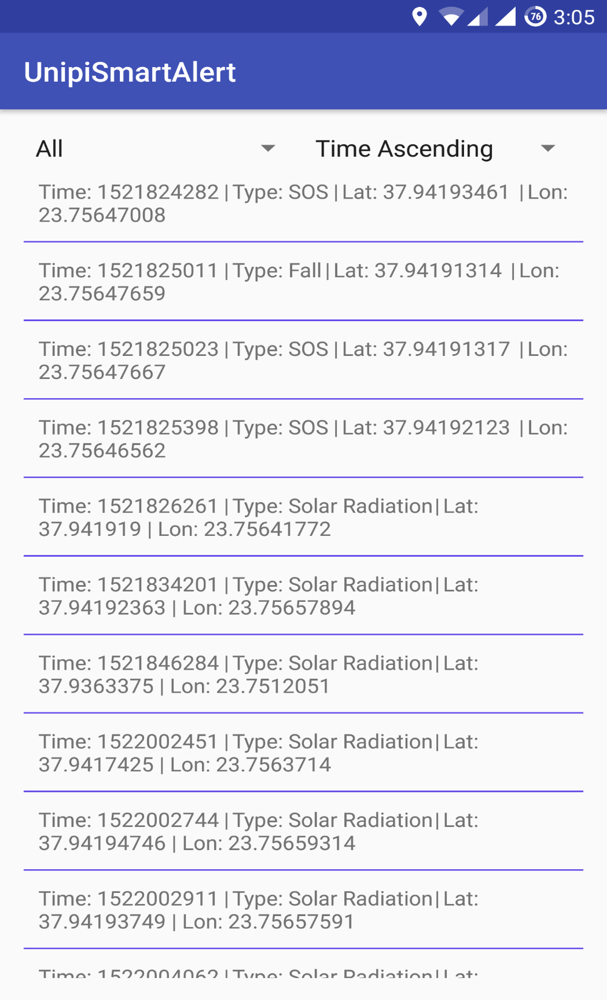 76 3:05
UnipiSmartAlert
All Time Ascending
Time: 1521824282 | Type: SOS | Lat: 37.94193461 | Lon:
23.75647008
Time: 1521825011 | Type: Fall | Lat: 37.94191314 | Lon:
23.75647659
Time: 1521825023 | Type: SOS | Lat: 37.94191317 | Lon:
23.75647667
Time: 1521825398 | Type: SOS | Lat: 37.94192123 | Lon:
23.75646562
Time: 1521826261 | Type: Solar Radiation | Lat:
37.941919 | Lon: 23.75641772
Time: 1521834201 | Type: Solar Radiation | Lat:
37.94192363 | Lon: 23.75657894
Time: 1521846284 | Type: Solar Radiation | Lat:
37.9363375 | Lon: 23.7512051
Time: 1522002451 | Type: Solar Radiation | Lat:
37.9417425 | Lon: 23.7563714
Time: 1522002744 | Type: Solar Radiation | Lat:
37.94194746 | Lon: 23.75659314
Time: 1522002911 | Type: Solar Radiation | Lat:
37.94193749 | Lon: 23.75657591
Time: 1522004062 | Type: Solar Radiation | Lat: